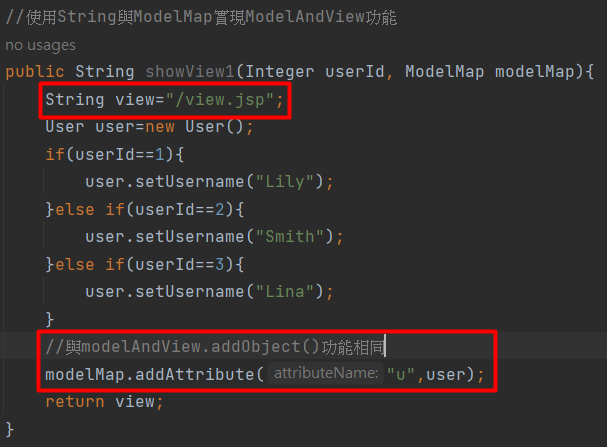 //使用String與ModelMap實現ModelAndView功能
no usages
public String showView1(Integer userId, ModelMap modelMap){
String view="/view.jsp";
User user=new User();
if(userId==1){
user.setUsername("Lily");
}else if(userId==2){
user.setUsername("Smith");
}else if(userId==3){
user.setUsername("Lina");
}
//與modelAndView.addObject()功能相同
modelMap.addAttribute( attributeName: "u",user);
return view;
}